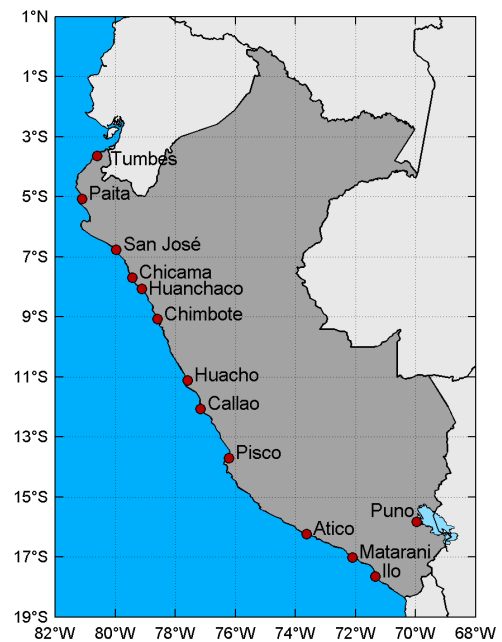 1°N
1°S
3°S
Tumbes
5°S
Paita
7°S
San José
Chicama
Huanchaco
9°S
Chimbote
11°S
Huacho
Callao
13°S
Pisco
15°S
Puno
Atico
17°S
Matarani
Ilo
19°S
82°W 80°W 78°W 76°W 74°W 72°W 70°W 68°W